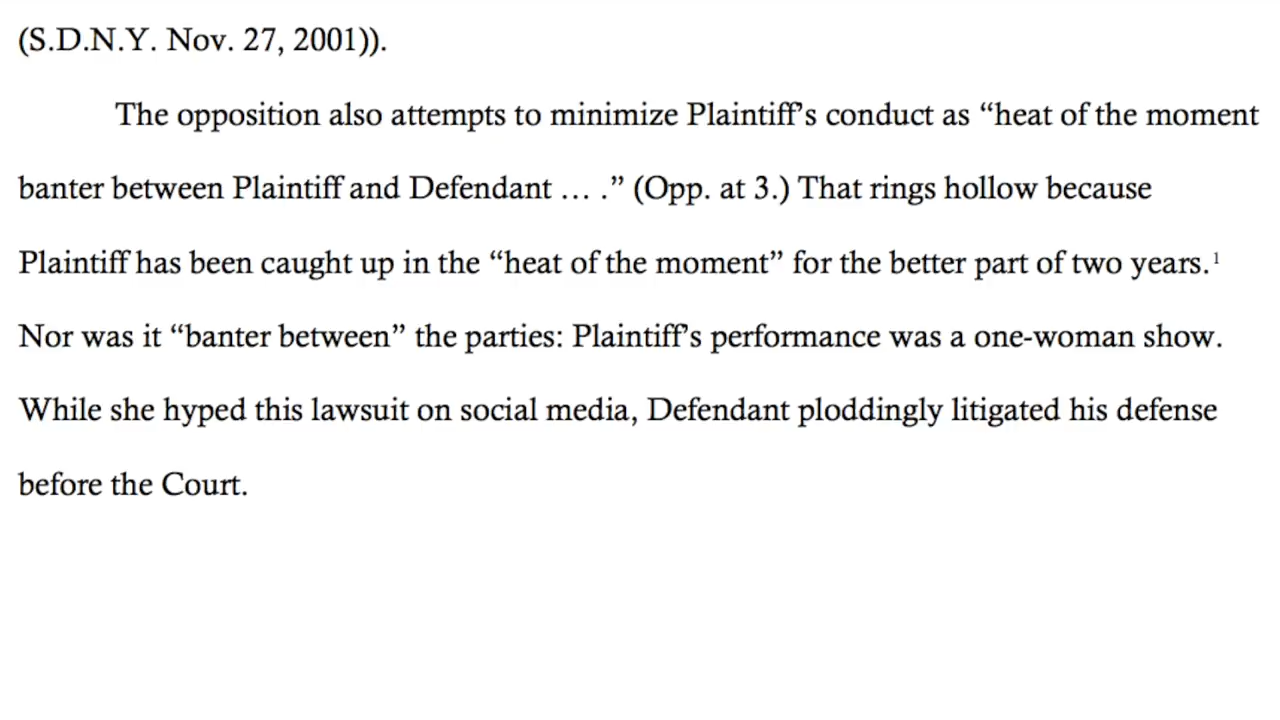 (S.D.N.Y. Nov. 27, 2001)).
The opposition also attempts to minimize Plaintiff’s conduct as “heat of the moment
banter between Plaintiff and Defendant … .” (Opp. at 3.) That rings hollow because
Plaintiff has been caught up in the “heat of the moment” for the better part of two years.¹
Nor was it “banter between” the parties: Plaintiff’s performance was a one-woman show.
While she hyped this lawsuit on social media, Defendant ploddingly litigated his defense
before the Court.